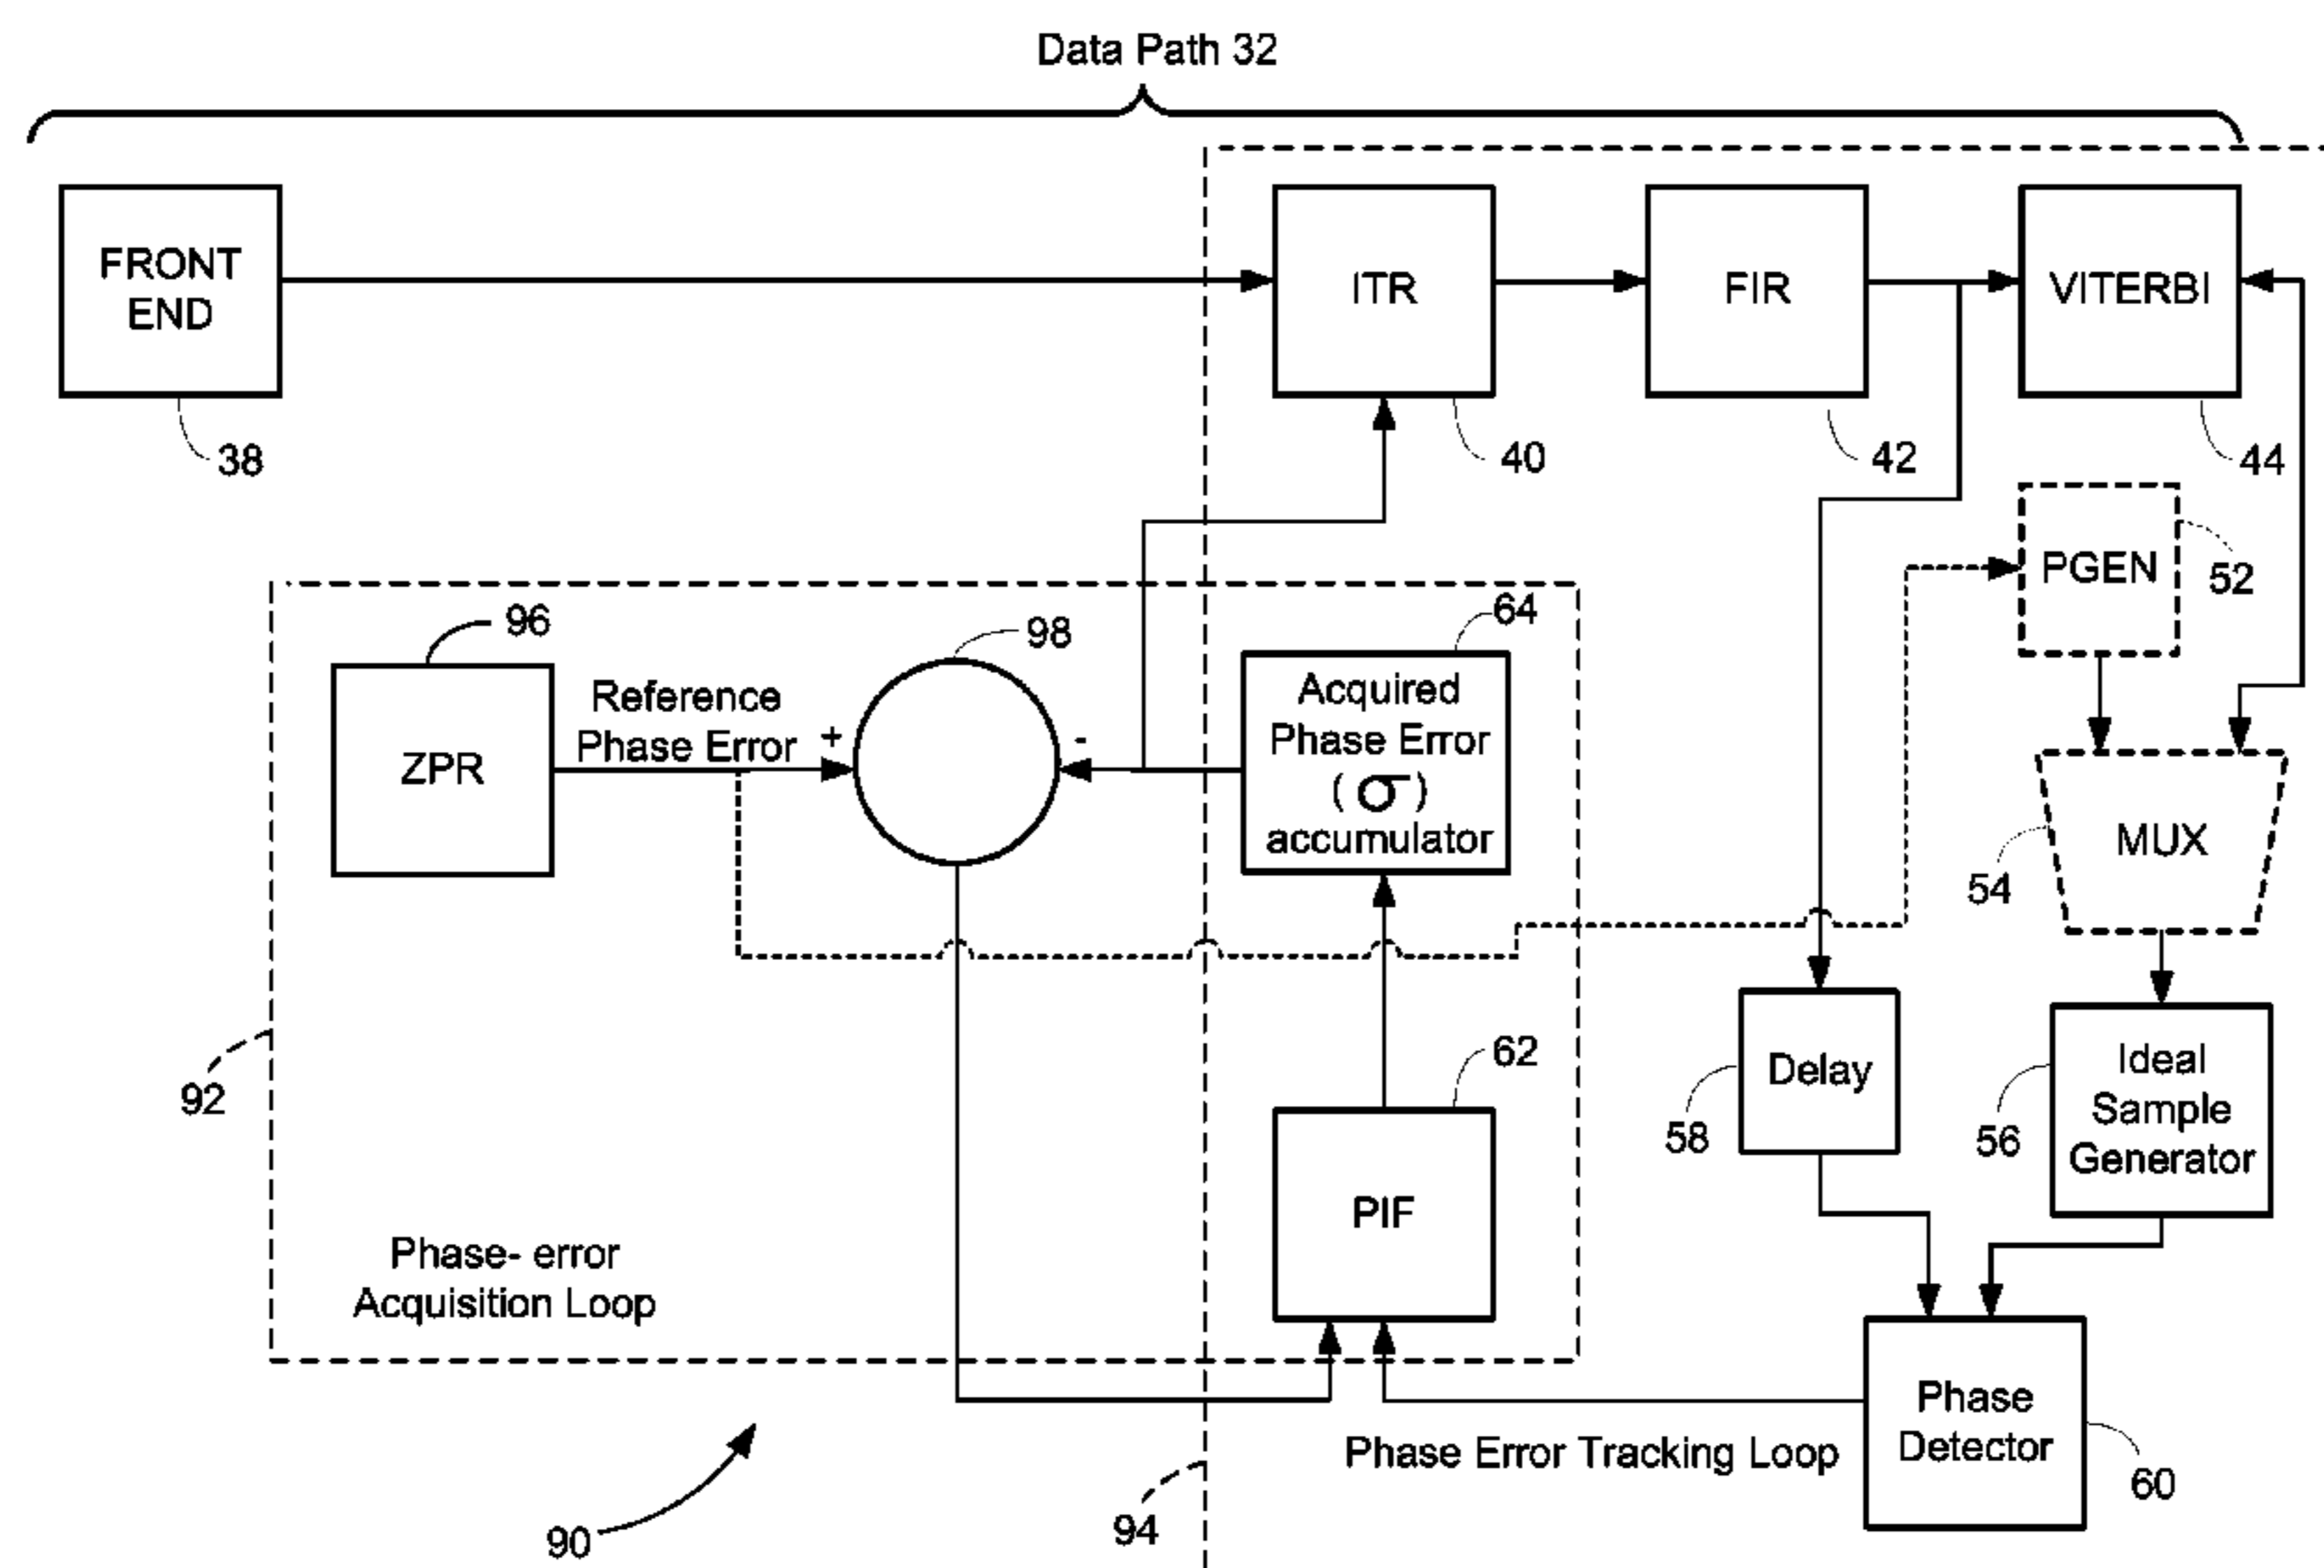 Data Path 32
FRONT
END
38
ITR
40
FIR
42
VITERBI
44
PGEN
52
MUX
54
96
ZPR
Reference
Phase Error
+
98
-
64
Acquired
Phase Error
( σ )
accumulator
62
PIF
Delay
58
Ideal
Sample
Generator
56
92
Phase- error
Acquisition Loop
Phase
Detector
60
Phase Error Tracking Loop
90
94